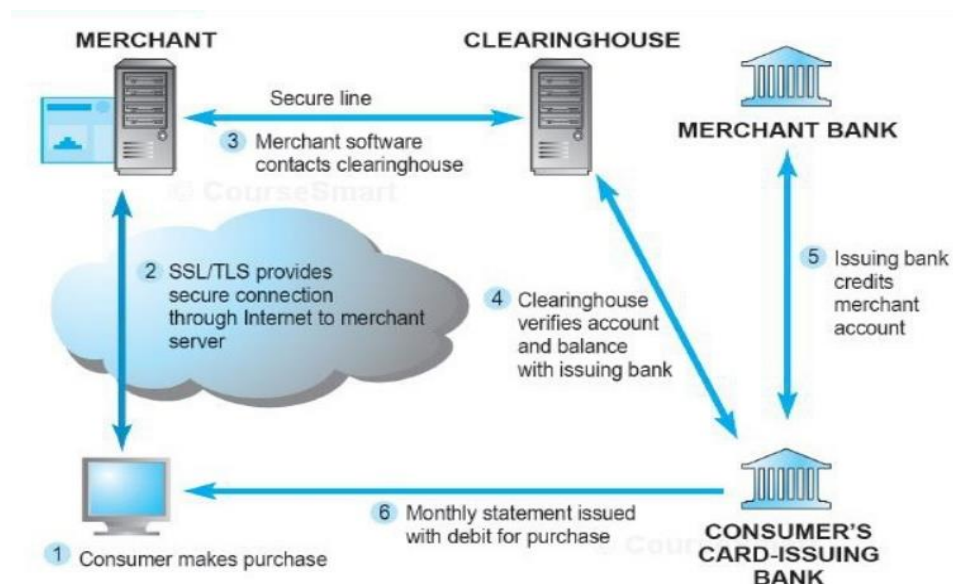 MERCHANT
CLEARINGHOUSE
MERCHANT BANK
Secure line
3 Merchant software
contacts clearinghouse
© CourseSmart
2 SSL/TLS provides
secure connection
through Internet to merchant
server
4 Clearinghouse
verifies account
and balance
with issuing bank
5 Issuing bank
credits
merchant
account
6 Monthly statement issued
with debit for purchase
1 Consumer makes purchase
CONSUMER'S
CARD-ISSUING
BANK